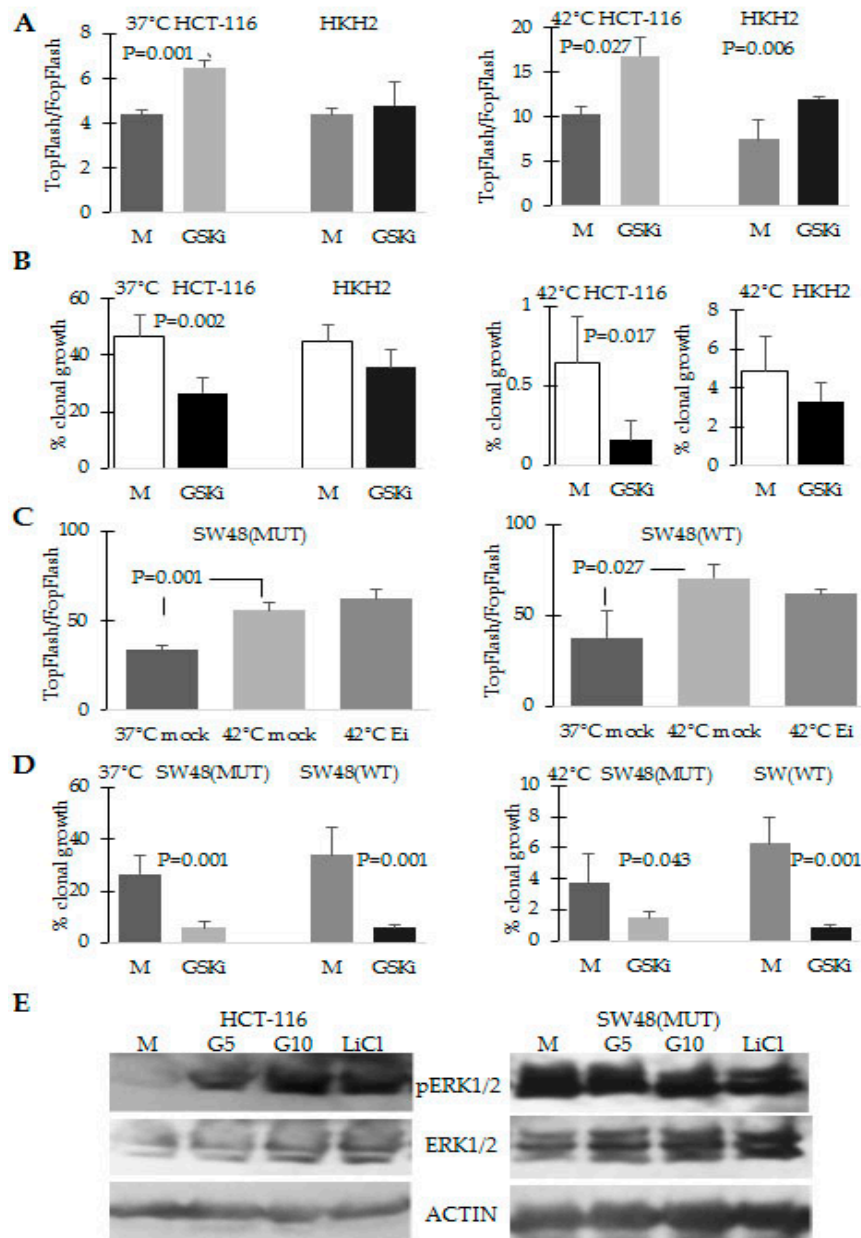 A
37°C HCT-116 HKH2
P=0.001
TopFlash/FopFlash
8
6
4
2
0
M GSKi M GSKi
42°C HCT-116 HKH2
P=0.027 P=0.006
TopFlash/FopFlash
20
15
10
5
0
M GSKi M GSKi
B
37°C HCT-116 HKH2
P=0.002
% clonal growth
60
40
20
0
M GSKi M GSKi
42°C HCT-116
P=0.017
% clonal growth
1
0.5
0
M GSKi
42°C HKH2
% clonal growth
8
6
4
2
0
M GSKi
C
SW48(MUT)
P=0.001
TopFlash/FopFlash
100
50
0
37°C mock 42°C mock 42°C Ei
SW48(WT)
P=0.027
TopFlash/FopFlash
100
50
0
37°C mock 42°C mock 42°C Ei
D
37°C SW48(MUT) SW48(WT)
P=0.001 P=0.001
% clonal growth
60
40
20
0
M GSKi M GSKi
42°C SW48(MUT) SW(WT)
P=0.043 P=0.001
% clonal growth
10
8
6
4
2
0
M GSKi M GSKi
E
HCT-116 SW48(MUT)
M G5 G10 LiCl M G5 G10 LiCl
pERK1/2
ERK1/2
ACTIN